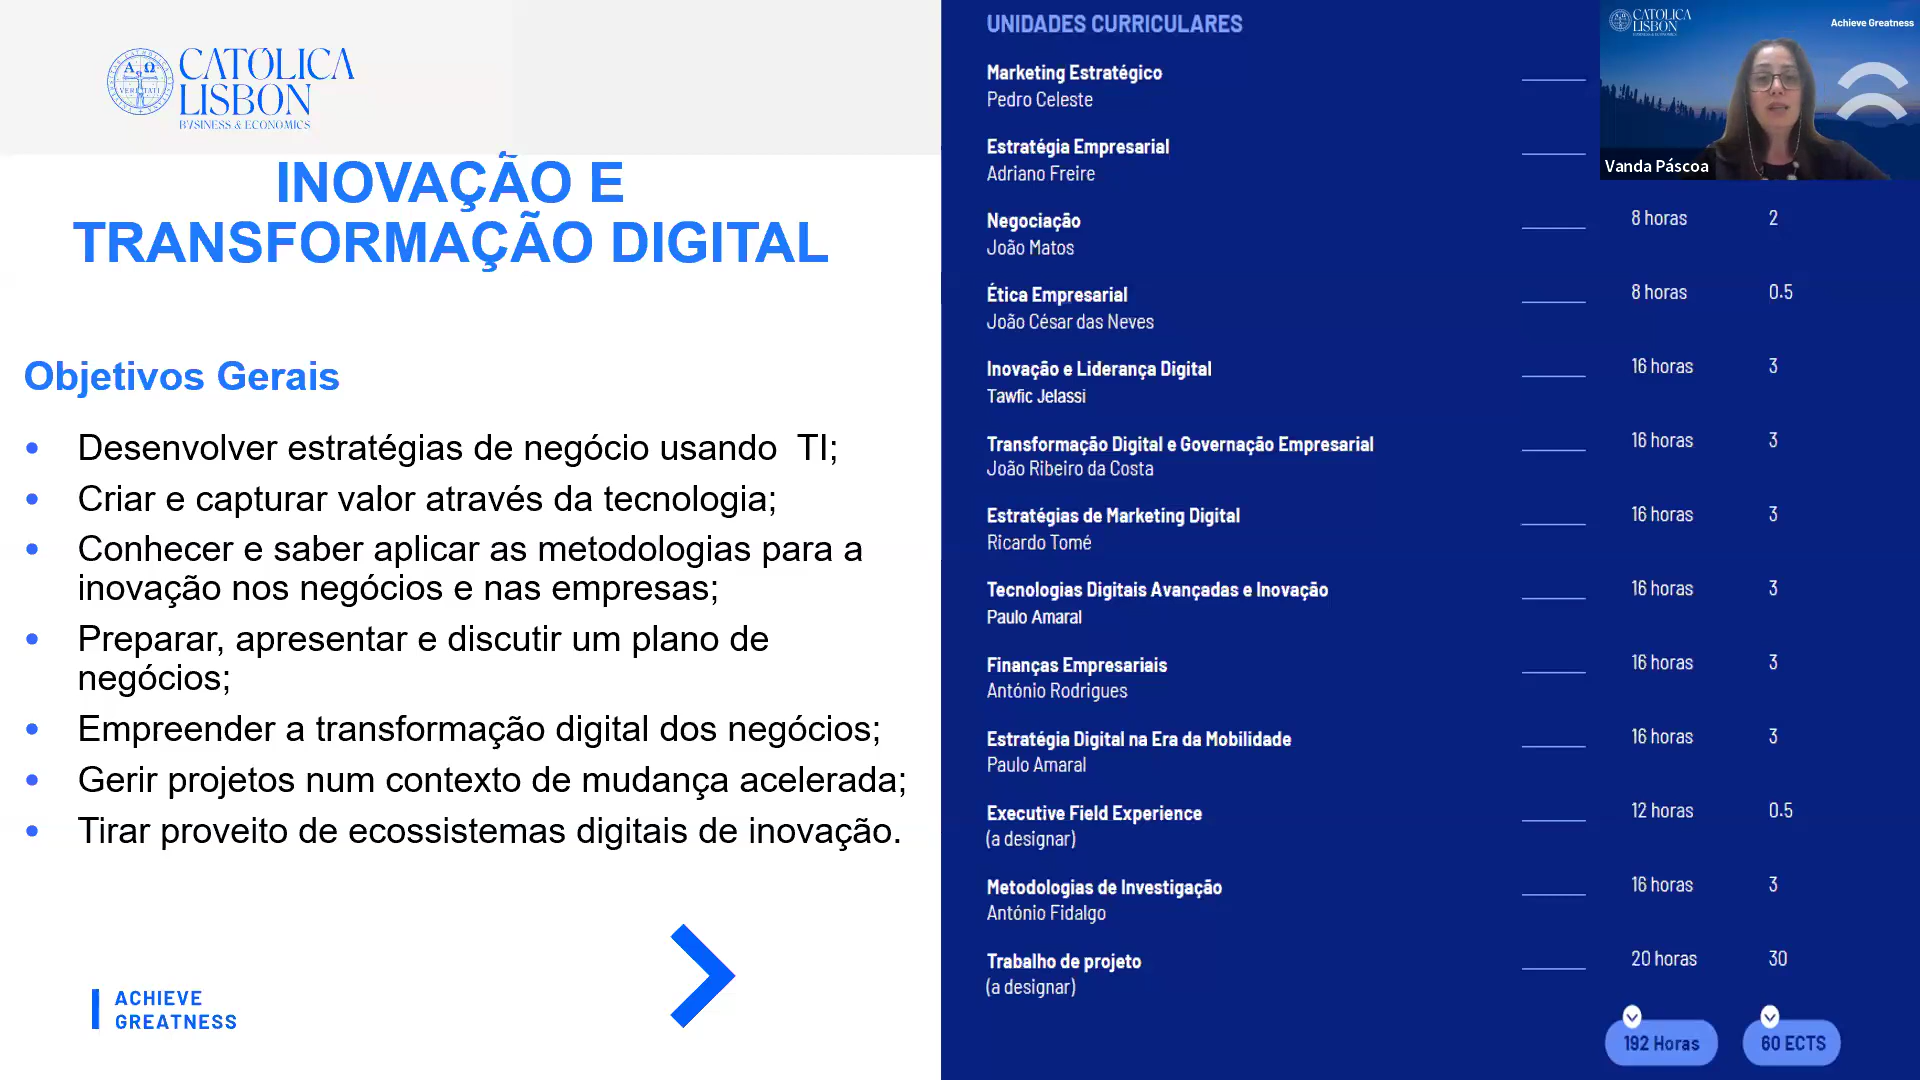 CATÓLICA
LISBON
BUSINESS & ECONOMICS
INOVAÇÃO E
TRANSFORMAÇÃO DIGITAL
Objetivos Gerais
• Desenvolver estratégias de negócio usando  TI;
• Criar e capturar valor através da tecnologia;
• Conhecer e saber aplicar as metodologias para a
inovação nos negócios e nas empresas;
• Preparar, apresentar e discutir um plano de
negócios;
• Empreender a transformação digital dos negócios;
• Gerir projetos num contexto de mudança acelerada;
• Tirar proveito de ecossistemas digitais de inovação.
ACHIEVE
GREATNESS
UNIDADES CURRICULARES
Marketing Estratégico
Pedro Celeste
Estratégia Empresarial
Adriano Freire
Negociação 8 horas 2
João Matos
Ética Empresarial 8 horas 0.5
João César das Neves
Inovação e Liderança Digital 16 horas 3
Tawfic Jelassi
Transformação Digital e Governação Empresarial 16 horas 3
João Ribeiro da Costa
Estratégias de Marketing Digital 16 horas 3
Ricardo Tomé
Tecnologias Digitais Avançadas e Inovação 16 horas 3
Paulo Amaral
Finanças Empresariais 16 horas 3
António Rodrigues
Estratégia Digital na Era da Mobilidade 16 horas 3
Paulo Amaral
Executive Field Experience 12 horas 0.5
(a designar)
Metodologias de Investigação 16 horas 3
António Fidalgo
Trabalho de projeto 20 horas 30
(a designar)
192 Horas 60 ECTS
CATÓLICA
LISBON
Achieve Greatness
Vanda Páscoa